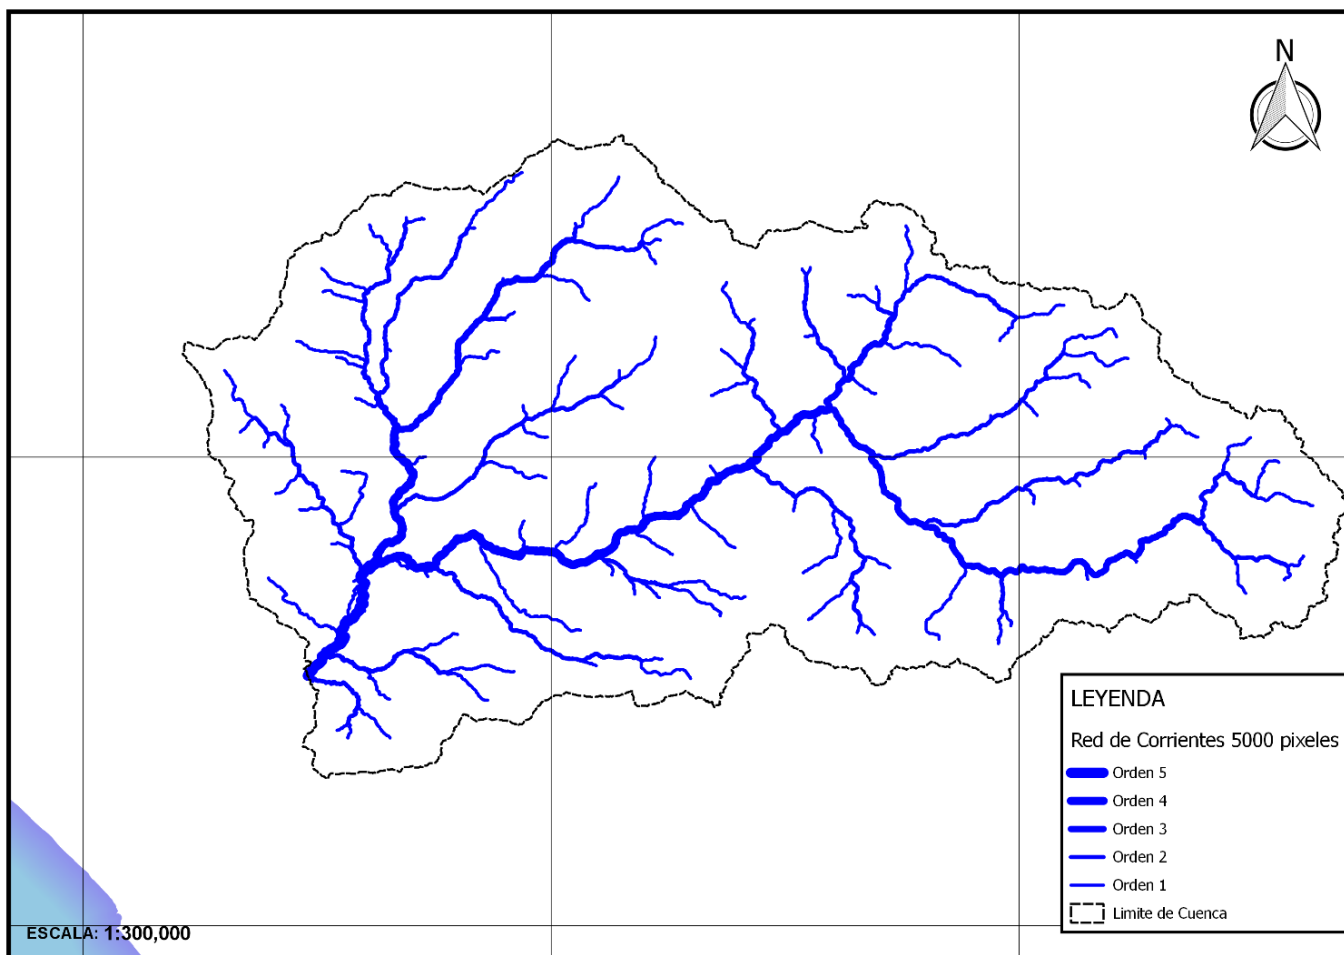 N
LEYENDA
Red de Corrientes 5000 pixeles
Orden 5
Orden 4
Orden 3
Orden 2
Orden 1
Limite de Cuenca
ESCALA: 1:300,000